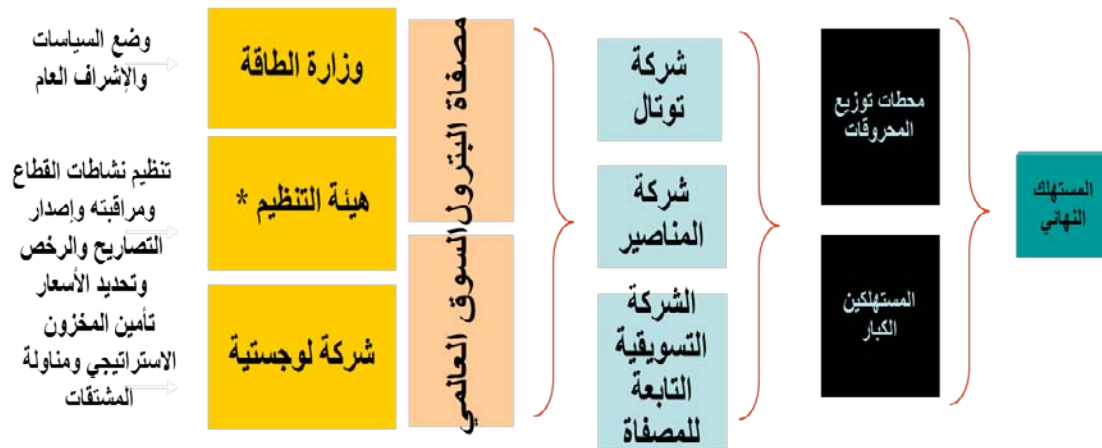 وضع السياسات
والإشراف العام
تنظيم نشاطات القطاع
ومراقبته وإصدار
التصاريح والرخص
وتحديد الأسعار
تأمين المخزون
الاستراتيجي ومناولة
المشتقات
وزارة الطاقة
هيئة التنظيم *
شركة لوجستية
مصفاة البترول
السوق العالمي
شركة
توتال
شركة
المناصير
الشركة
التسويقية
التابعة
للمصفاة
محطات توزيع
المحروقات
المستهلكين
الكبار
المستهلك
النهائي